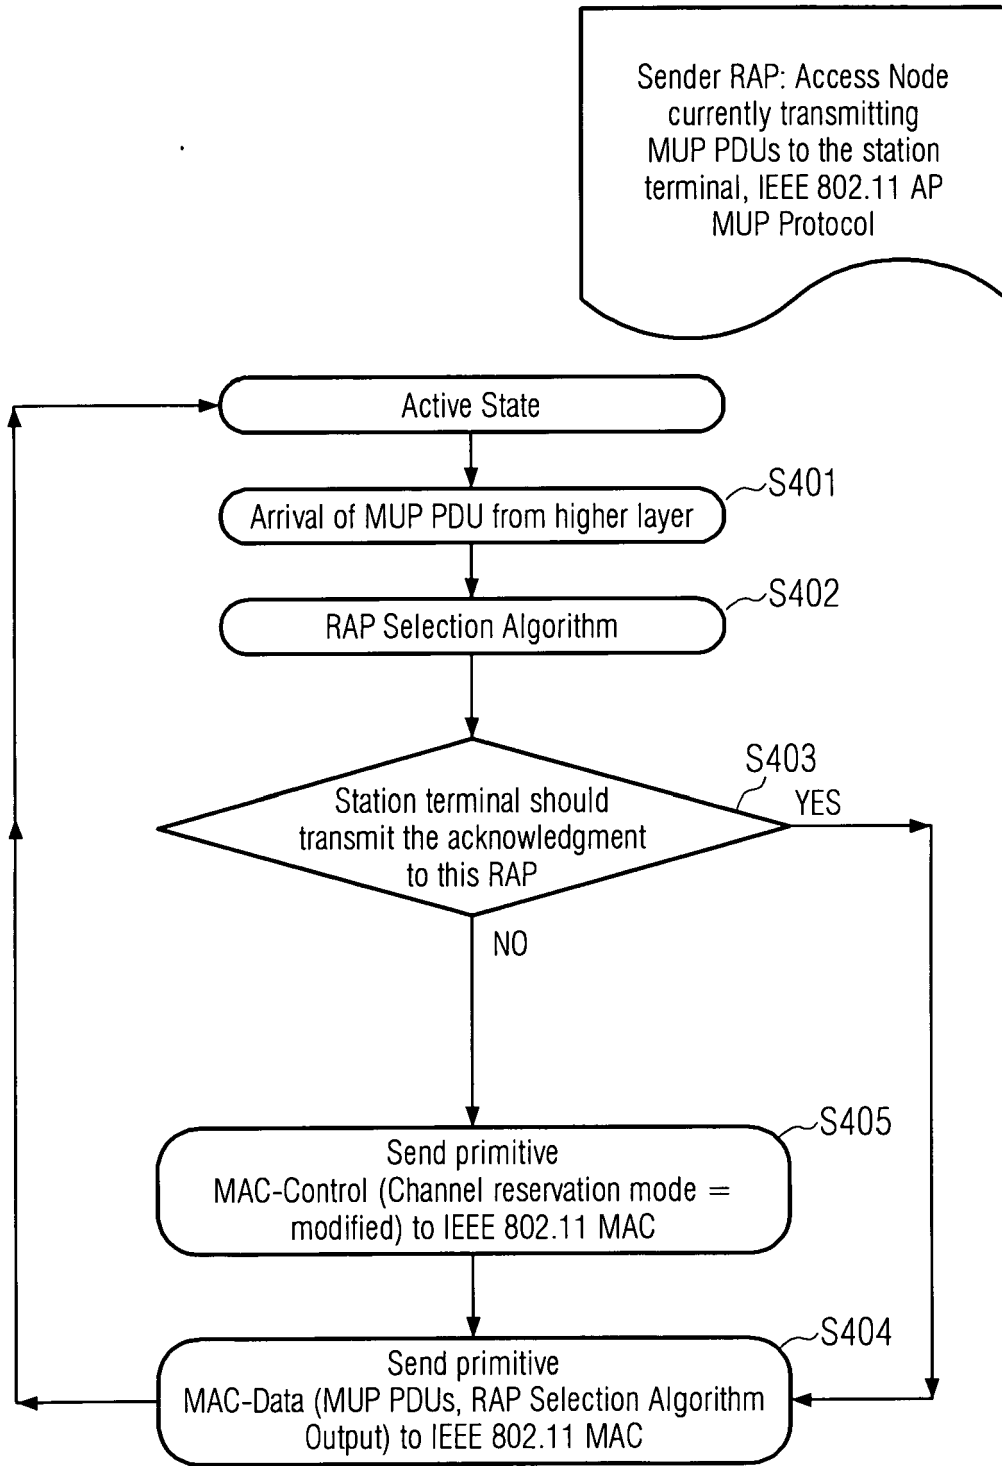 Sender RAP: Access Node
currently transmitting
MUP PDUs to the station
terminal, IEEE 802.11 AP
MUP Protocol
Active State
S401
Arrival of MUP PDU from higher layer
S402
RAP Selection Algorithm
S403
Station terminal should
transmit the acknowledgment
to this RAP
YES
NO
S405
Send primitive
MAC-Control (Channel reservation mode =
modified) to IEEE 802.11 MAC
S404
Send primitive
MAC-Data (MUP PDUs, RAP Selection Algorithm
Output) to IEEE 802.11 MAC